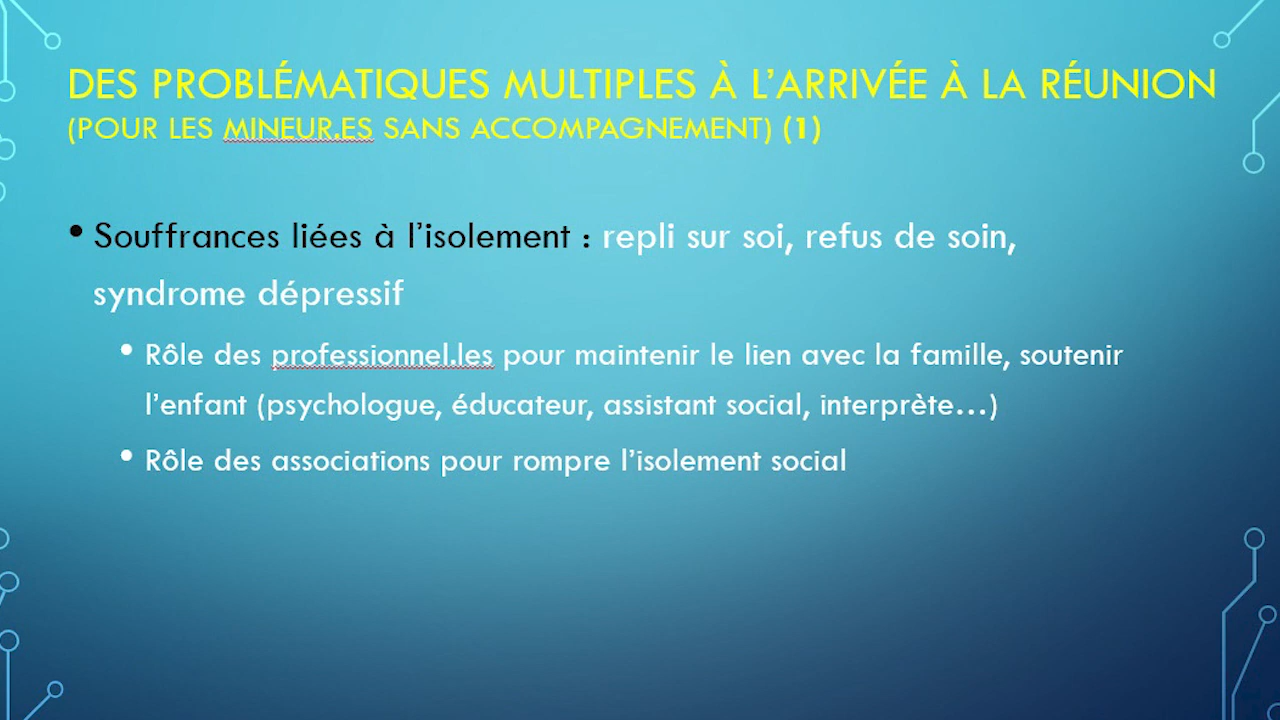 DES PROBLÉMATIQUES MULTIPLES À L’ARRIVÉE À LA RÉUNION
(POUR LES MINEUR.ES SANS ACCOMPAGNEMENT) (1)
• Souffrances liées à l’isolement : repli sur soi, refus de soin,
syndrome dépressif
• Rôle des professionnel.les pour maintenir le lien avec la famille, soutenir
l’enfant (psychologue, éducateur, assistant social, interprète…)
• Rôle des associations pour rompre l’isolement social